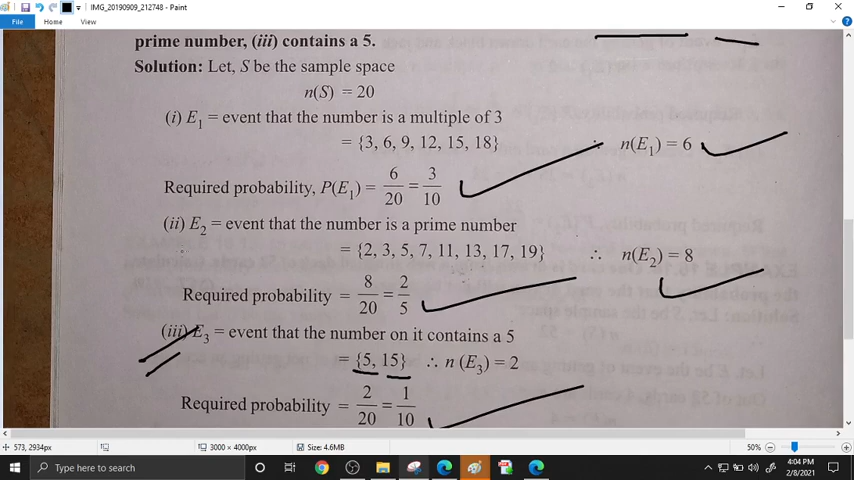 IMG_20190909_212748 - Paint
File Home View
prime number, (iii) contains a 5.
Solution: Let, S be the sample space
n(S) = 20
(i) E₁ = event that the number is a multiple of 3
= {3, 6, 9, 12, 15, 18} ∴ n(E₁) = 6
Required probability, P(E₁) = 6/20 = 3/10
(ii) E₂ = event that the number is a prime number
= {2, 3, 5, 7, 11, 13, 17, 19} ∴ n(E₂) = 8
Required probability = 8/20 = 2/5
(iii) E₃ = event that the number on it contains a 5
= {5, 15} ∴ n (E₃) = 2
Required probability = 2/20 = 1/10
573, 2934px 3000 × 4000px Size: 4.6MB 50%
Type here to search 4:04 PM
2/8/2021